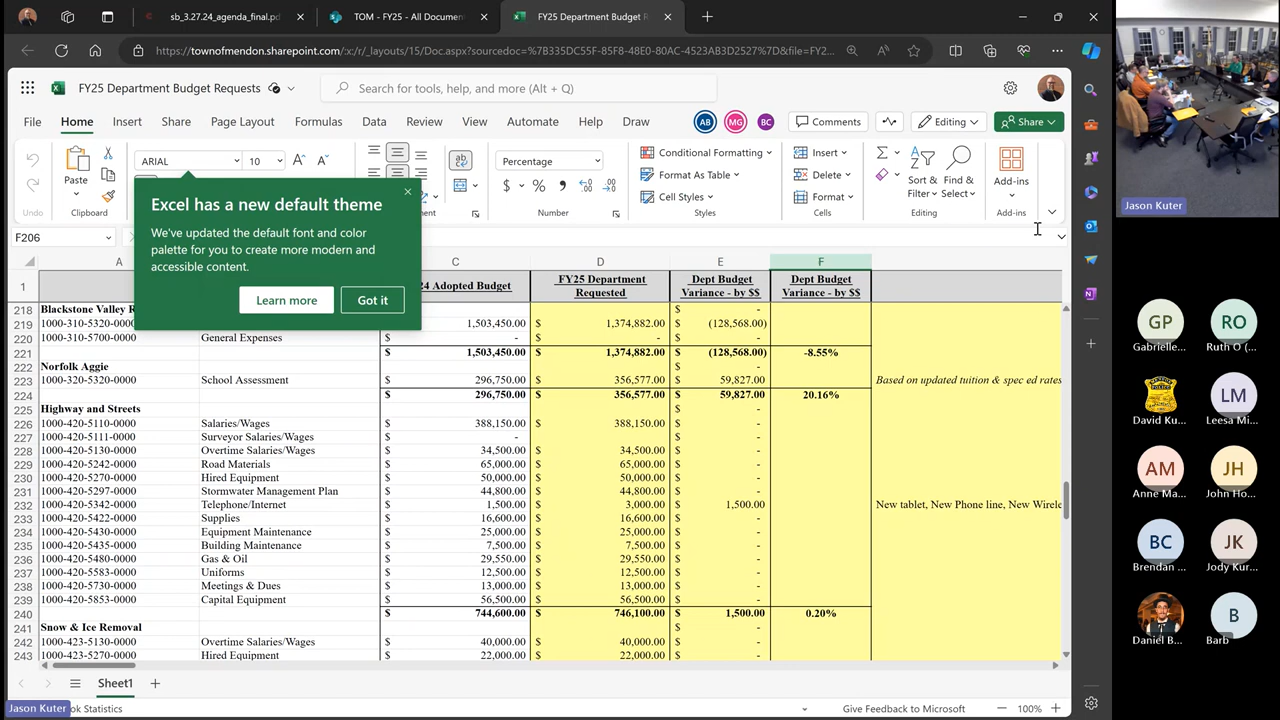 sb_3.27.24_agenda_final.pd
TOM - FY25 - All Documen
FY25 Department Budget R
https://townofmendon.sharepoint.com/:x:/r/_layouts/15/Doc.aspx?sourcedoc=%7B335DC55F-85F8-48E0-80AC-4523AB3D2527%7D&file=FY2...
FY25 Department Budget Requests
Search for tools, help, and more (Alt + Q)
File Home Insert Share Page Layout Formulas Data Review View Automate Help Draw
AB MG BC Comments Editing Share
ARIAL 10 Percentage
Paste
Conditional Formatting
Format As Table
Cell Styles
Insert
Delete
Format
Sort & Filter
Find & Select
Add-ins
Undo Clipboard Number Styles Cells Editing Add-ins
Excel has a new default theme
We've updated the default font and color
palette for you to create more modern and
accessible content.
Learn more Got it
F206
A C D E F
1 24 Adopted Budget FY25 Department Requested Dept Budget Variance - by $$ Dept Budget Variance - by $$
218 Blackstone Valley R $ -
219 1000-310-5320-0000 1,503,450.00 $ 1,374,882.00 $ (128,568.00)
220 1000-310-5700-0000 General Expenses $ - $ - $ -
221 $ 1,503,450.00 $ 1,374,882.00 $ (128,568.00) -8.55%
222 Norfolk Aggie $ -
223 1000-320-5320-0000 School Assessment $ 296,750.00 $ 356,577.00 $ 59,827.00 Based on updated tuition & spec ed rates
224 $ 296,750.00 $ 356,577.00 $ 59,827.00 20.16%
225 Highway and Streets $ -
226 1000-420-5110-0000 Salaries/Wages $ 388,150.00 $ 388,150.00 $ -
227 1000-420-5111-0000 Surveyor Salaries/Wages $ - $ -
228 1000-420-5130-0000 Overtime Salaries/Wages $ 34,500.00 $ 34,500.00 $ -
229 1000-420-5242-0000 Road Materials $ 65,000.00 $ 65,000.00 $ -
230 1000-420-5270-0000 Hired Equipment $ 50,000.00 $ 50,000.00 $ -
231 1000-420-5297-0000 Stormwater Management Plan $ 44,800.00 $ 44,800.00 $ -
232 1000-420-5342-0000 Telephone/Internet $ 1,500.00 $ 3,000.00 $ 1,500.00 New tablet, New Phone line, New Wirele
233 1000-420-5422-0000 Supplies $ 16,600.00 $ 16,600.00 $ -
234 1000-420-5430-0000 Equipment Maintenance $ 25,000.00 $ 25,000.00 $ -
235 1000-420-5435-0000 Building Maintenance $ 7,500.00 $ 7,500.00 $ -
236 1000-420-5480-0000 Gas & Oil $ 29,550.00 $ 29,550.00 $ -
237 1000-420-5583-0000 Uniforms $ 12,500.00 $ 12,500.00 $ -
238 1000-420-5730-0000 Meetings & Dues $ 13,000.00 $ 13,000.00 $ -
239 1000-420-5853-0000 Capital Equipment $ 56,500.00 $ 56,500.00 $ -
240 $ 744,600.00 $ 746,100.00 $ 1,500.00 0.20%
241 Snow & Ice Removal $ -
242 1000-423-5130-0000 Overtime Salaries/Wages $ 40,000.00 $ 40,000.00 $ -
243 1000-423-5270-0000 Hired Equipment $ 22,000.00 $ 22,000.00 $ -
Sheet1
Jason Kuter
ok Statistics
Give Feedback to Microsoft
100%
Jason Kuter
GP RO
Gabrielle... Ruth O (...
LM
David Ku... Leesa Mi...
AM JH
Anne Ma... John Ho...
BC JK
Brendan ... Jody Kur...
B
Daniel B... Barb